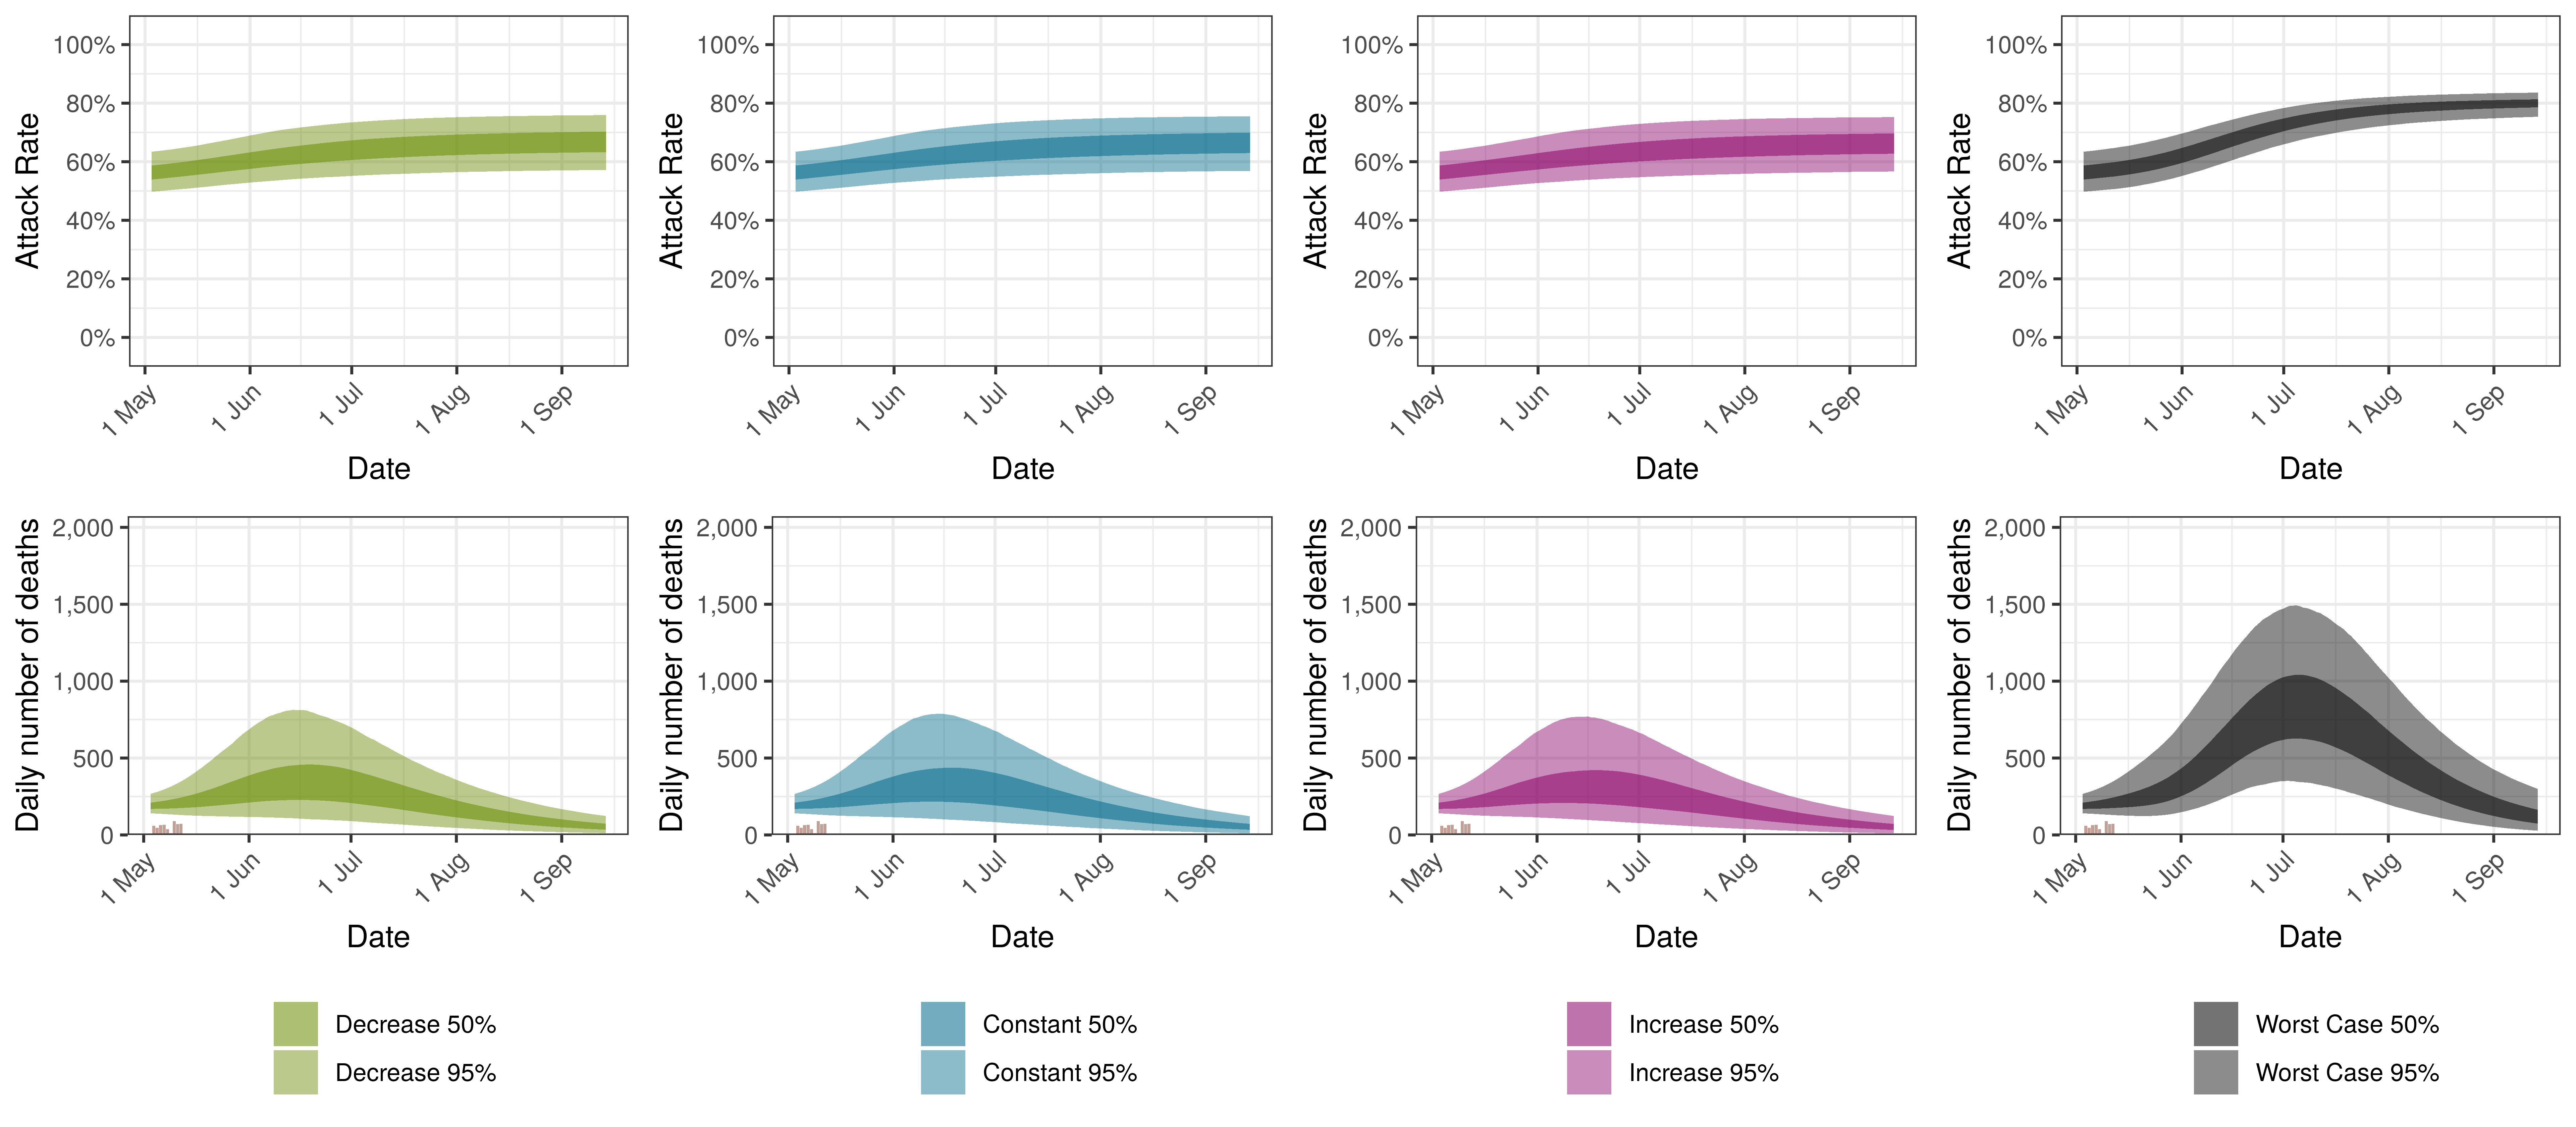 100%
80%
60%
40%
20%
0%
Attack Rate
1 May
1 Jun
1 Jul
1 Aug
1 Sep
Date
100%
80%
60%
40%
20%
0%
Attack Rate
1 May
1 Jun
1 Jul
1 Aug
1 Sep
Date
100%
80%
60%
40%
20%
0%
Attack Rate
1 May
1 Jun
1 Jul
1 Aug
1 Sep
Date
100%
80%
60%
40%
20%
0%
Attack Rate
1 May
1 Jun
1 Jul
1 Aug
1 Sep
Date
2,000
1,500
1,000
500
0
Daily number of deaths
1 May
1 Jun
1 Jul
1 Aug
1 Sep
Date
2,000
1,500
1,000
500
0
Daily number of deaths
1 May
1 Jun
1 Jul
1 Aug
1 Sep
Date
2,000
1,500
1,000
500
0
Daily number of deaths
1 May
1 Jun
1 Jul
1 Aug
1 Sep
Date
2,000
1,500
1,000
500
0
Daily number of deaths
1 May
1 Jun
1 Jul
1 Aug
1 Sep
Date
Decrease 50%
Decrease 95%
Constant 50%
Constant 95%
Increase 50%
Increase 95%
Worst Case 50%
Worst Case 95%